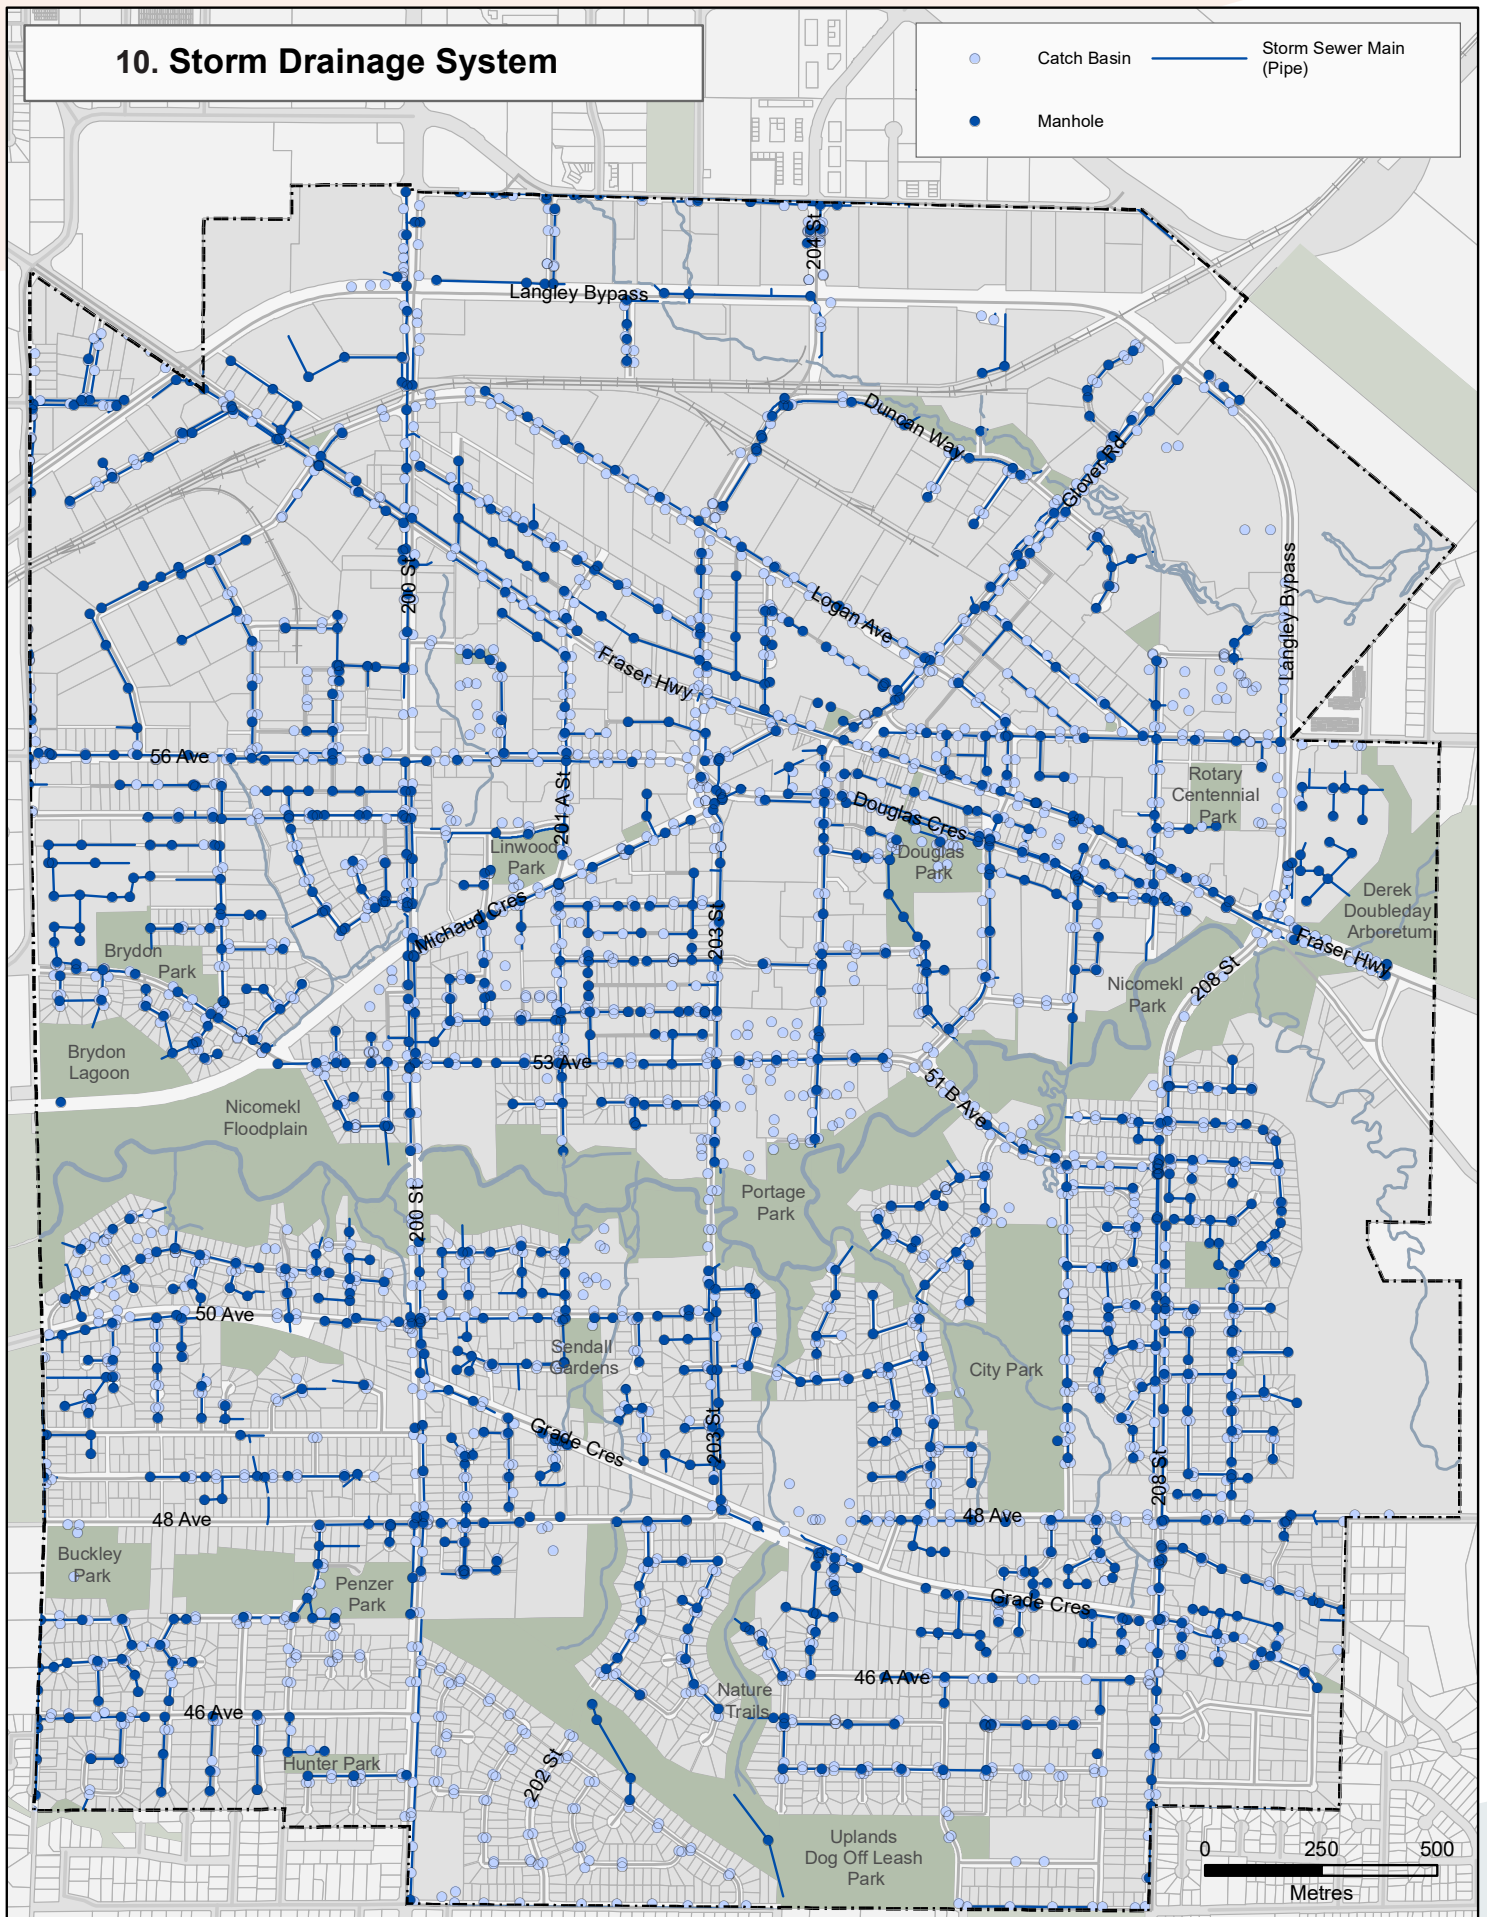 10. Storm Drainage System
Catch Basin
Storm Sewer Main
(Pipe)
Manhole
204 St
Langley Bypass
Duncan Way
Glover Rd
200 St
Logan Ave
Langley Bypass
Fraser Hwy
56 Ave
201 A St
Rotary
Centennial
Park
Douglas Cres
Linwood
Park
Douglas
Park
Derek
Doubleday
Arboretum
Michaud Cres
203 St
Brydon
Park
Fraser Hwy
208 St
Nicomekl
Park
Brydon
Lagoon
53 Ave
51 B Ave
Nicomekl
Floodplain
200 St
Portage
Park
50 Ave
Sendall
Gardens
City Park
Grade Cres
203 St
208 St
48 Ave
48 Ave
Buckley
Park
Penzer
Park
Grade Cres
46 A Ave
Nature
Trails
46 Ave
Hunter Park
202 St
Uplands
Dog Off Leash
Park
0 250 500
Metres